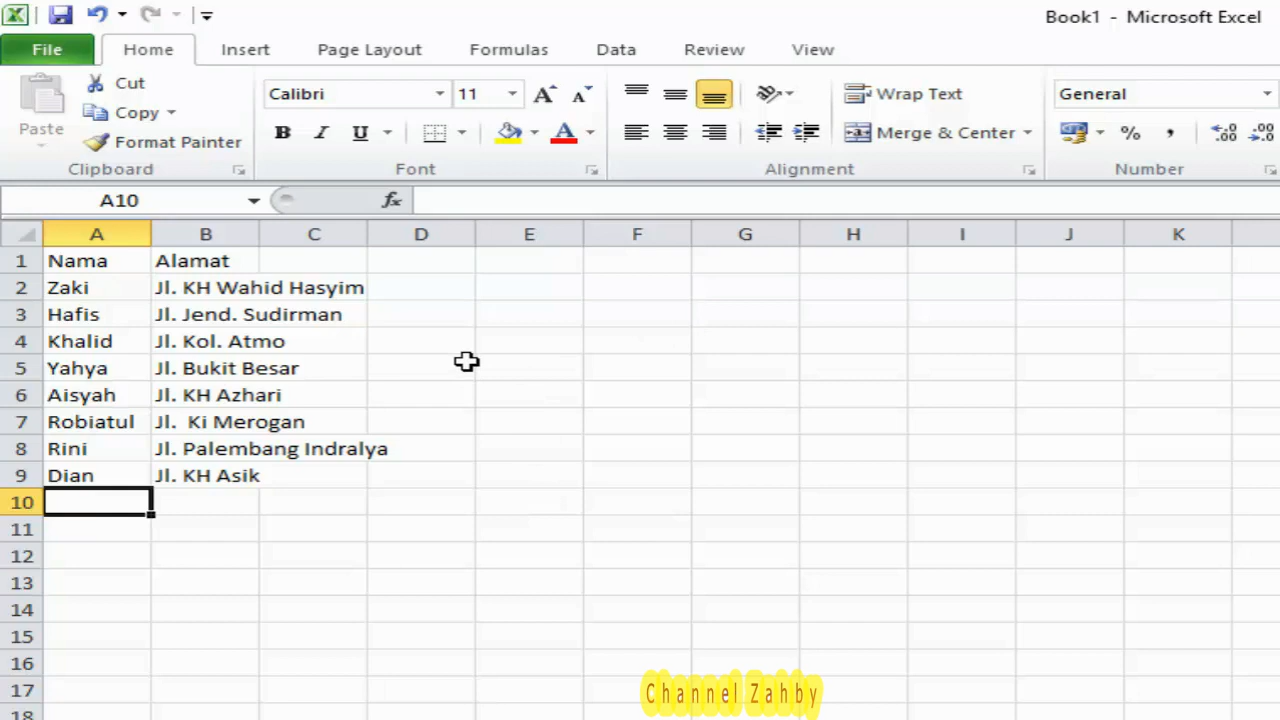 Book1 - Microsoft Excel
File Home Insert Page Layout Formulas Data Review View
Paste
Cut
Copy
Format Painter
Clipboard
Calibri 11
B I U A
Font
Wrap Text
Merge & Center
Alignment
General
% , .00 .00
Number
A10 fx
A B C D E F G H I J K
1 Nama Alamat
2 Zaki Jl. KH Wahid Hasyim
3 Hafis Jl. Jend. Sudirman
4 Khalid Jl. Kol. Atmo
5 Yahya Jl. Bukit Besar
6 Aisyah Jl. KH Azhari
7 Robiatul Jl.  Ki Merogan
8 Rini Jl. Palembang Indralya
9 Dian Jl. KH Asik
10
11
12
13
14
15
16
17
18
Channel Zahby